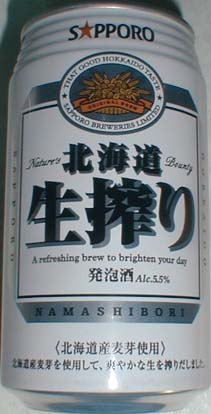 SAPPORO
THAT GOOD HOKKAIDO TASTE
ORIGINAL BREW
SAPPORO BREWERIES LIMITED
Nature's Bounty
北海道
生搾り
A refreshing brew to brighten your day
発泡酒 Alc.5.5%
NAMASHIBORI
〈北海道産麦芽使用〉
北海道産麦芽を使用して、爽やかな生を搾りだしました。